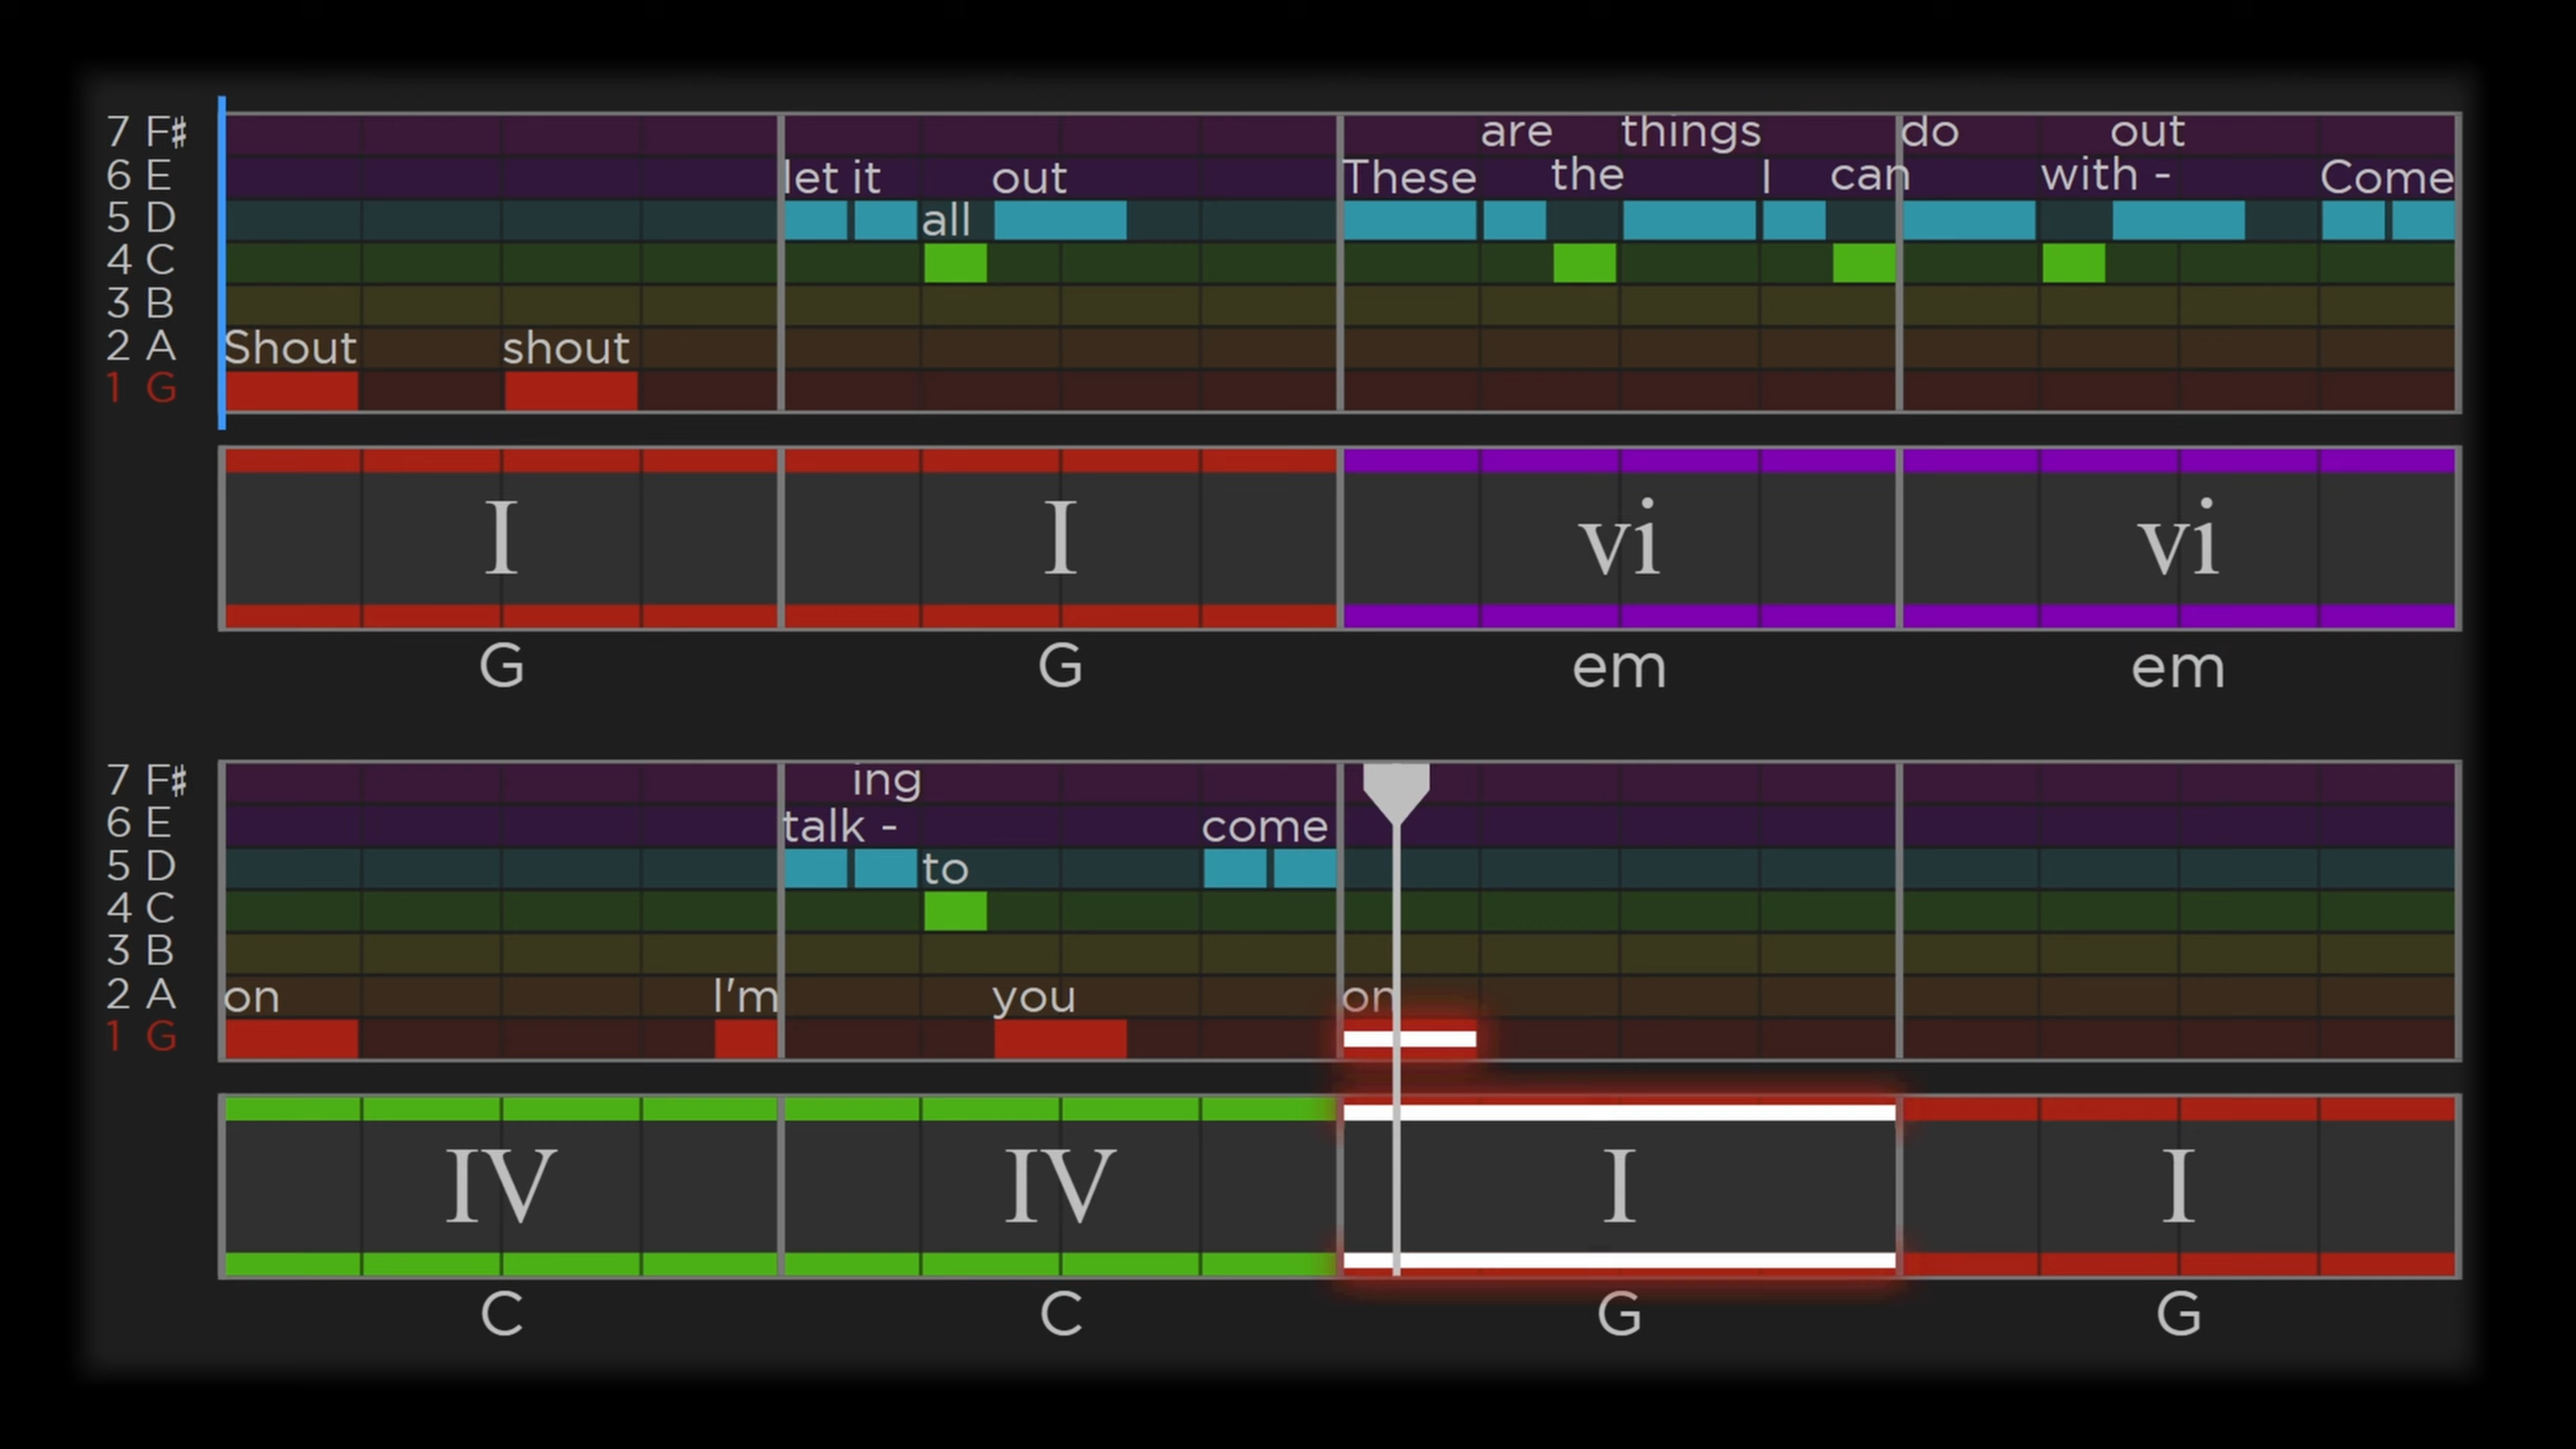 7 F♯ are things do out
6 E let it out These the I can with - Come
5 D all
4 C
3 B
2 A Shout shout
1 G
I I vi vi
G G em em
7 F♯ ing
6 E talk - come
5 D to
4 C
3 B
2 A on I'm you on
1 G
IV IV I I
C C G G